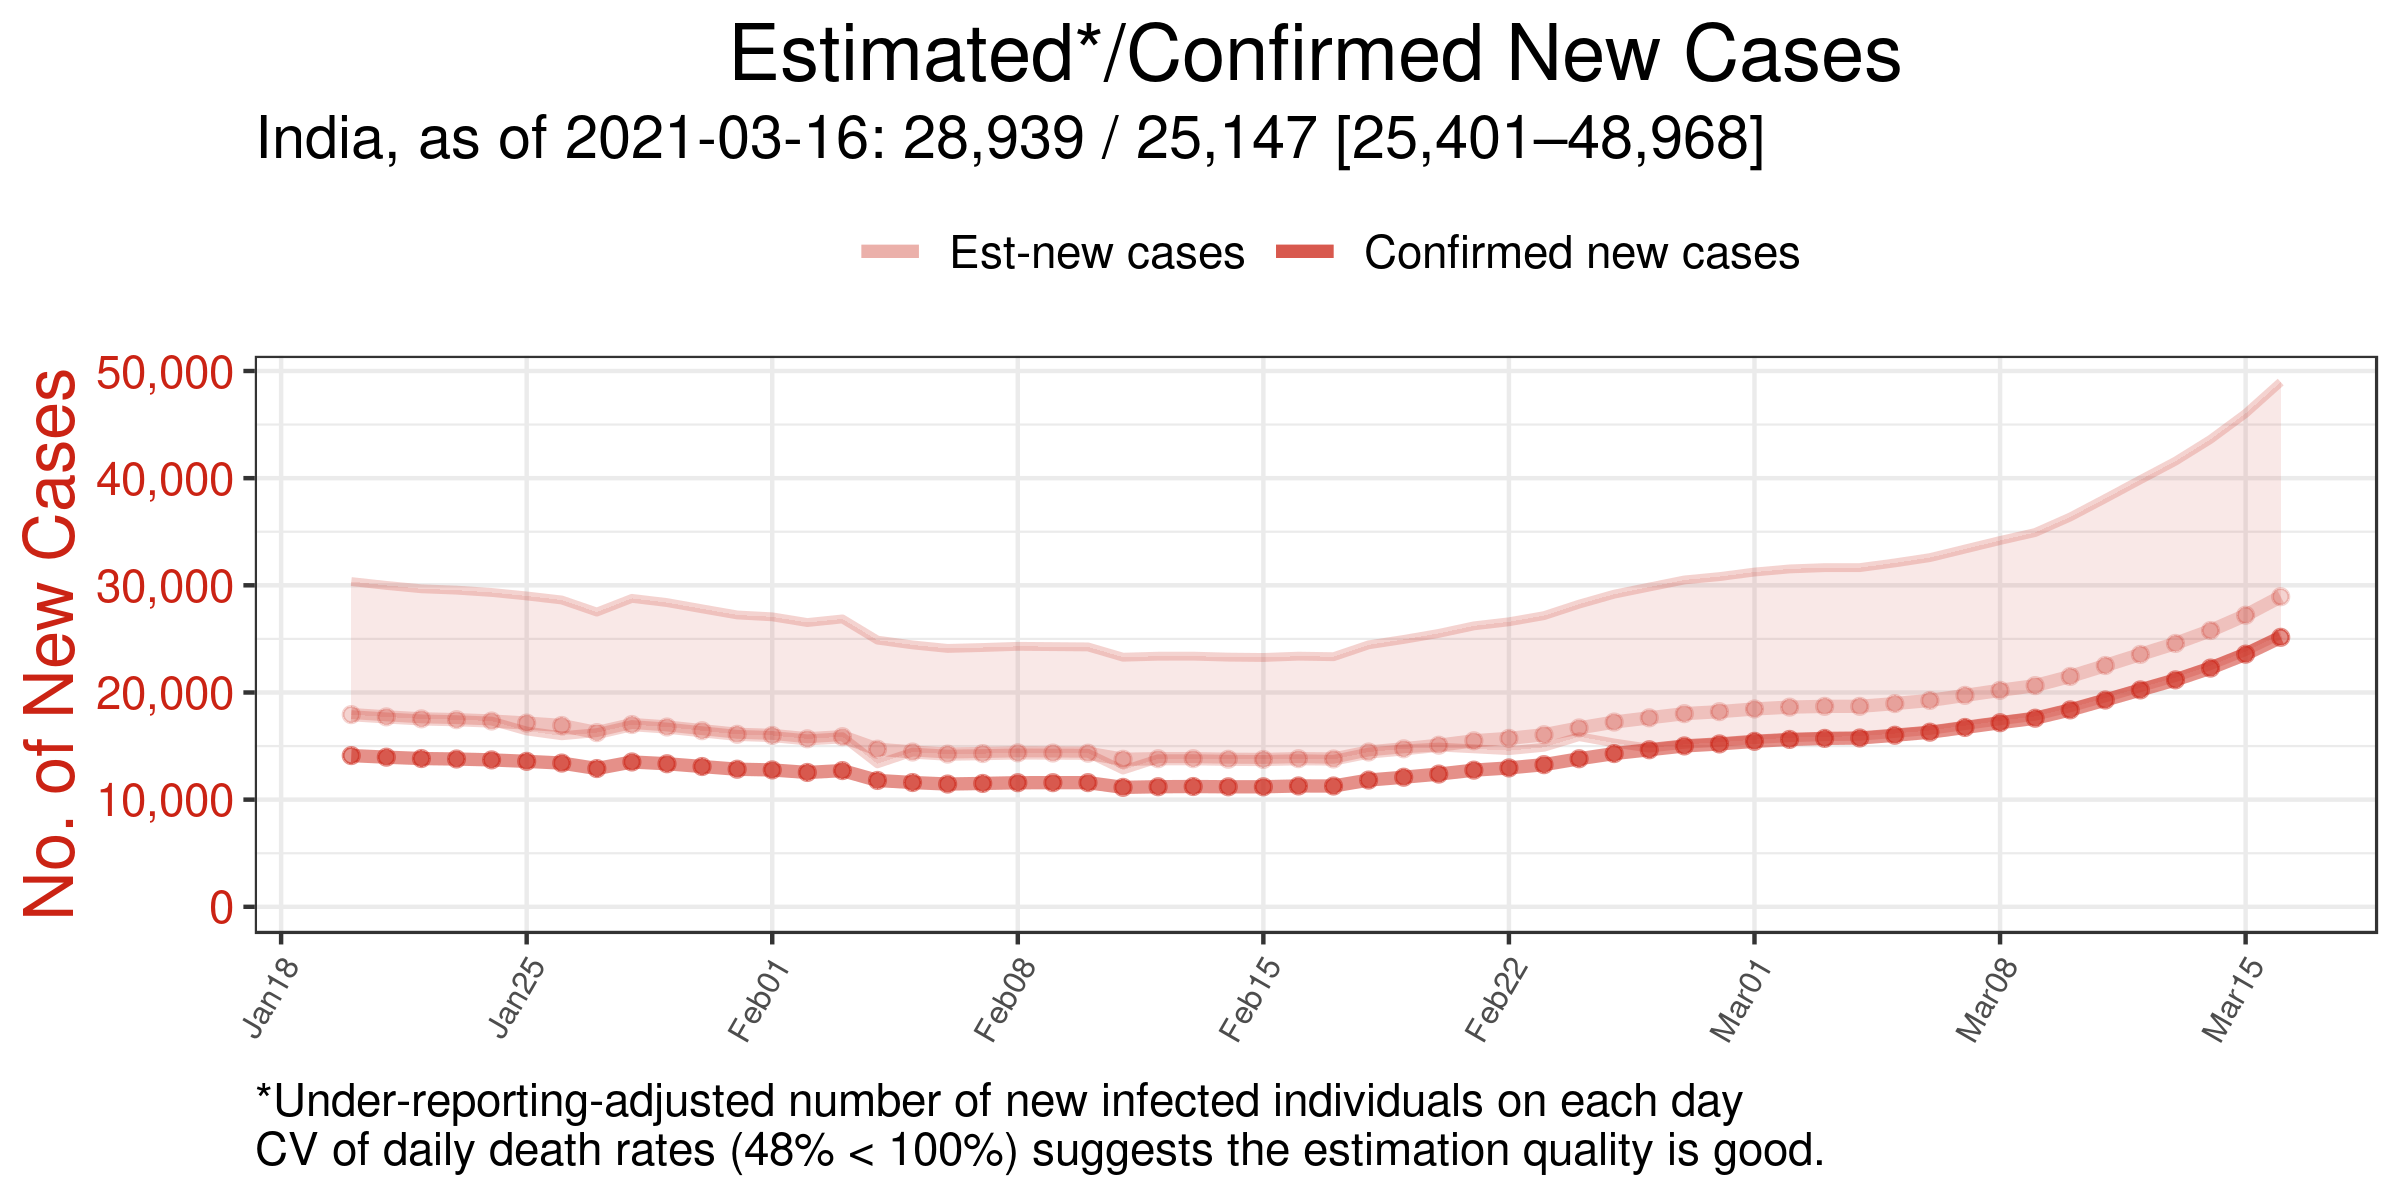 Estimated*/Confirmed New Cases
India, as of 2021-03-16: 28,939 / 25,147 [25,401–48,968]
Est-new cases
Confirmed new cases
No. of New Cases
50,000
40,000
30,000
20,000
10,000
0
Jan18
Jan25
Feb01
Feb08
Feb15
Feb22
Mar01
Mar08
Mar15
*Under-reporting-adjusted number of new infected individuals on each day
CV of daily death rates (48% < 100%) suggests the estimation quality is good.